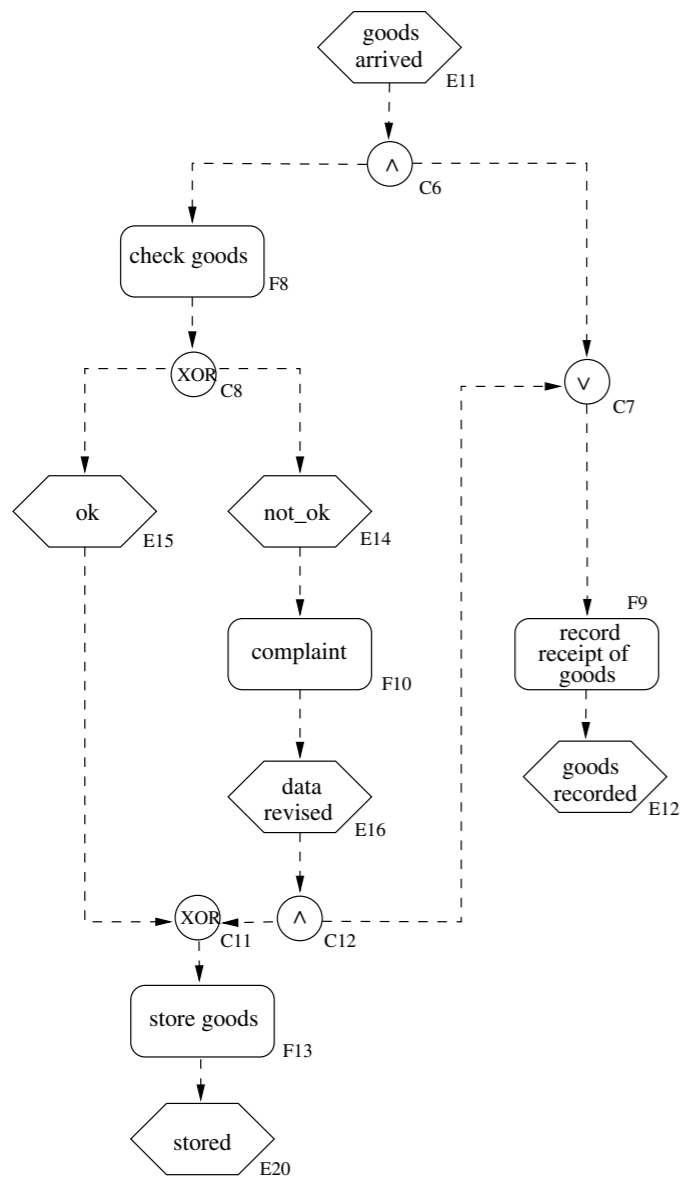 goods
arrived
E11
∧
C6
check goods
F8
XOR
C8
∨
C7
ok
E15
not_ok
E14
F9
record
receipt of
goods
complaint
F10
data
revised
E16
goods
recorded
E12
XOR
C11
∧
C12
store goods
F13
stored
E20